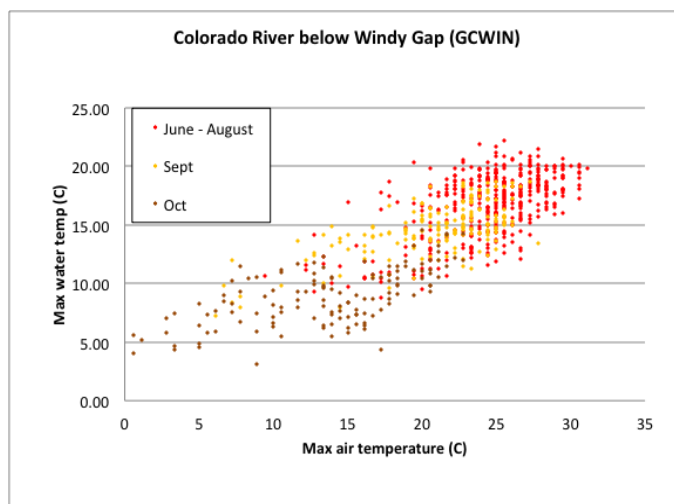 Colorado River below Windy Gap (GCWIN)
Max water temp (C)
25.00
20.00
15.00
10.00
5.00
0.00
June - August
Sept
Oct
0 5 10 15 20 25 30 35
Max air temperature (C)